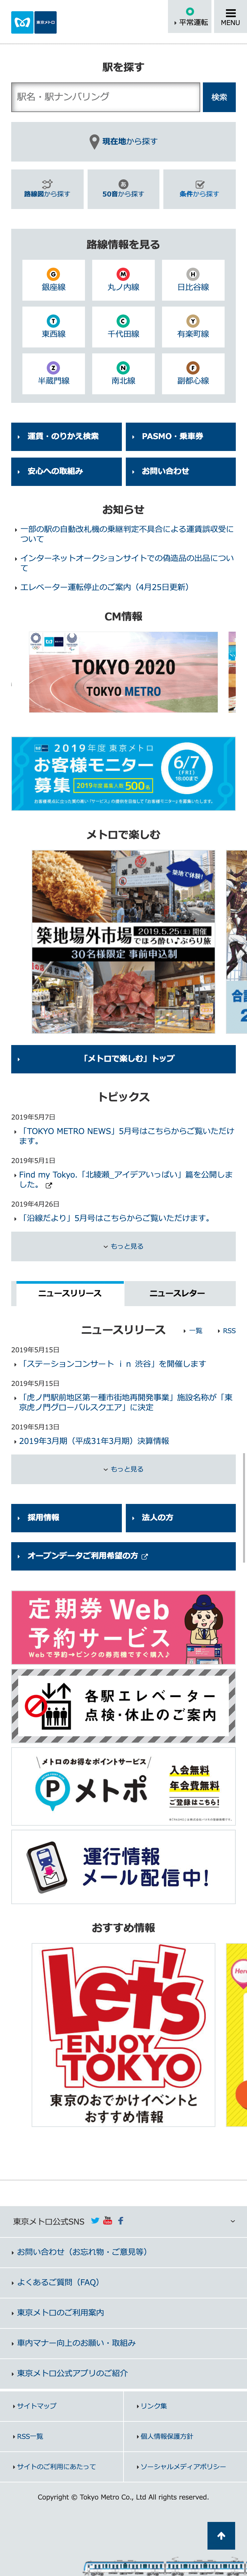 東京メトロ
平常運転
MENU
駅を探す
駅名・駅ナンバリング
検索
現在地から探す
路線図から探す
50音から探す
条件から探す
路線情報を見る
G
M
H
銀座線
丸ノ内線
日比谷線
T
C
Y
東西線
千代田線
有楽町線
Z
N
F
半蔵門線
南北線
副都心線
運賃・のりかえ検索
PASMO・乗車券
安心への取組み
お問い合わせ
お知らせ
一部の駅の自動改札機の乗継判定不具合による運賃誤収受に
ついて
インターネットオークションサイトでの偽造品の出品につい
て
エレベーター運転停止のご案内（4月25日更新）
CM情報
TOKYO 2020
TOKYO METRO
2019年度 東京メトロ
お客様モニター
募集
2019年度募集人数 500名
6/7
(FRI)
メトロで楽しむ
2019.5.25(土)開催
築地場外市場で
ほろ酔いぶらり旅
30名様限定 事前申込制
「メトロで楽しむ」トップ
トピックス
2019年5月7日
「TOKYO METRO NEWS」5月号はこちらからご覧いただけ
ます。
2019年5月1日
Find my Tokyo.「北綾瀬_アイデアいっぱい」篇を公開しま
した。
2019年4月26日
「沿線だより」5月号はこちらからご覧いただけます。
もっと見る
ニュースリリース
ニュースレター
ニュースリリース
一覧
RSS
2019年5月15日
「ステーションコンサート ｉｎ 渋谷」を開催します
2019年5月15日
「虎ノ門駅前地区第一種市街地再開発事業」施設名称が「東
京虎ノ門グローバルスクエア」に決定
2019年5月13日
2019年3月期（平成31年3月期）決算情報
もっと見る
採用情報
法人の方
オープンデータご利用希望の方
定期券Web
予約サービス
Webで予約→ピンクの券売機ですぐ購入
各駅エレベーター
点検・休止のご案内
メトロのお得なポイントサービス
メトポ
入会無料
年会費無料
ご登録はこちら!
運行情報
メール配信中!
おすすめ情報
Let's
ENJOY
TOKYO
東京のおでかけイベントと
おすすめ情報
Here
東京メトロ公式SNS
お問い合わせ（お忘れ物・ご意見等）
よくあるご質問（FAQ）
東京メトロのご利用案内
車内マナー向上のお願い・取組み
東京メトロ公式アプリのご紹介
サイトマップ
リンク集
RSS一覧
個人情報保護方針
サイトのご利用にあたって
ソーシャルメディアポリシー
Copyright © Tokyo Metro Co., Ltd All rights reserved.